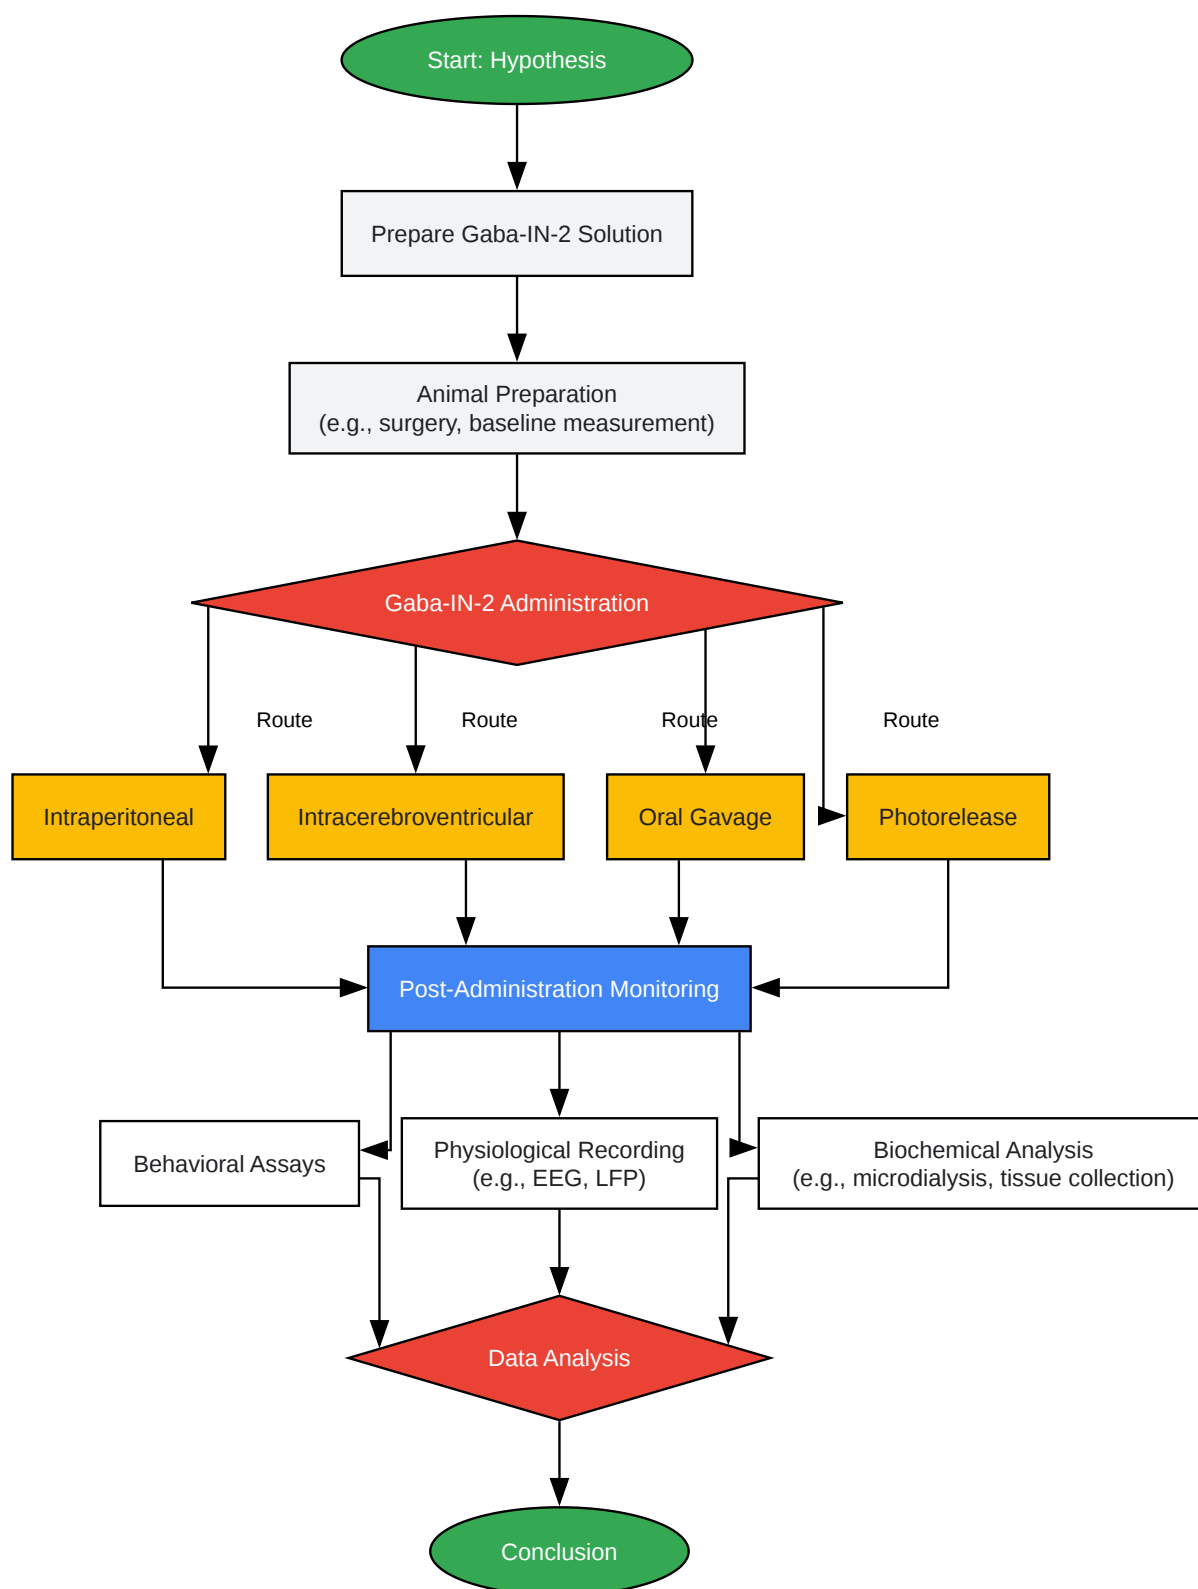 Start: Hypothesis
Prepare Gaba-IN-2 Solution
Animal Preparation
(e.g., surgery, baseline measurement)
Gaba-IN-2 Administration
Route
Route
Route
Route
Intraperitoneal
Intracerebroventricular
Oral Gavage
Photorelease
Post-Administration Monitoring
Behavioral Assays
Physiological Recording
(e.g., EEG, LFP)
Biochemical Analysis
(e.g., microdialysis, tissue collection)
Data Analysis
Conclusion